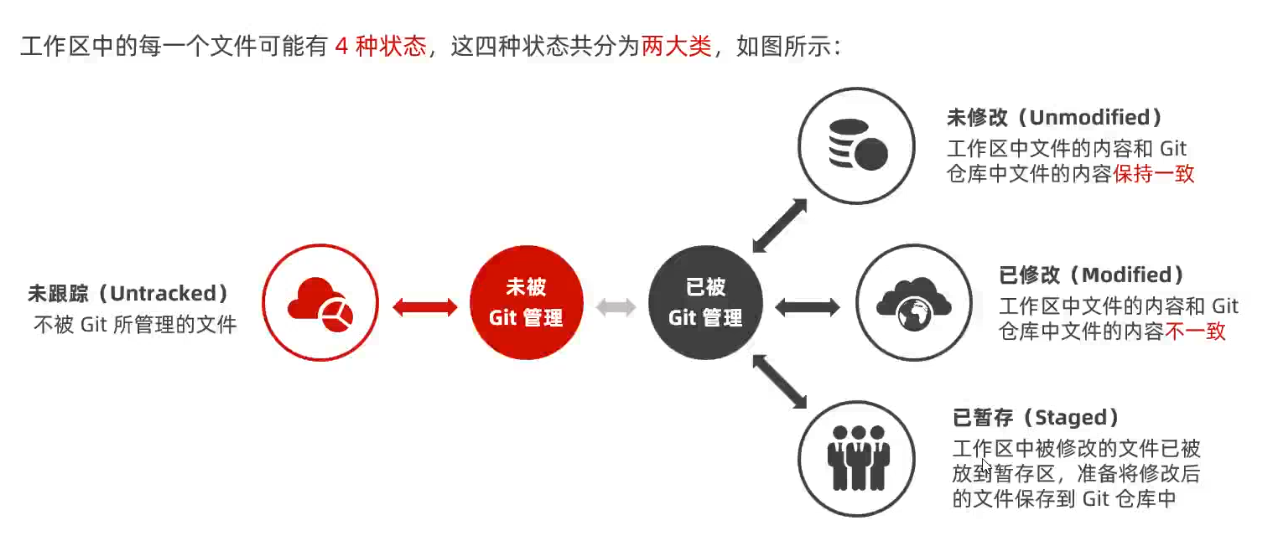 工作区中的每一个文件可能有 4 种状态，这四种状态共分为两大类，如图所示：
未修改（Unmodified）
工作区中文件的内容和 Git
仓库中文件的内容保持一致
未跟踪（Untracked）
不被 Git 所管理的文件
未被
Git 管理
已被
Git 管理
已修改（Modified）
工作区中文件的内容和 Git
仓库中文件的内容不一致
已暂存（Staged）
工作区中被修改的文件已被
放到暂存区，准备将修改后
的文件保存到 Git 仓库中